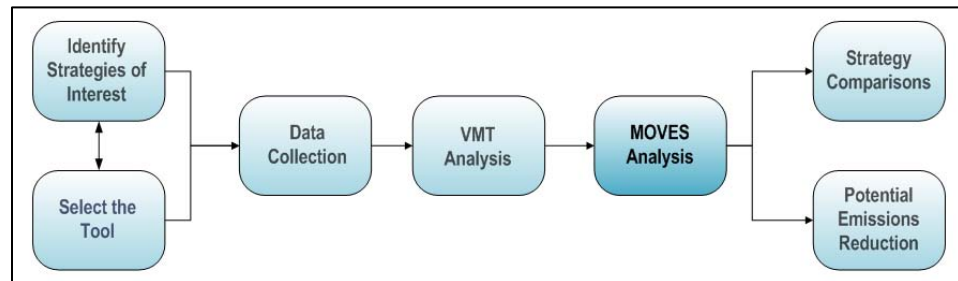 Identify
Strategies of
Interest
Select the
Tool
Data
Collection
VMT
Analysis
MOVES
Analysis
Strategy
Comparisons
Potential
Emissions
Reduction